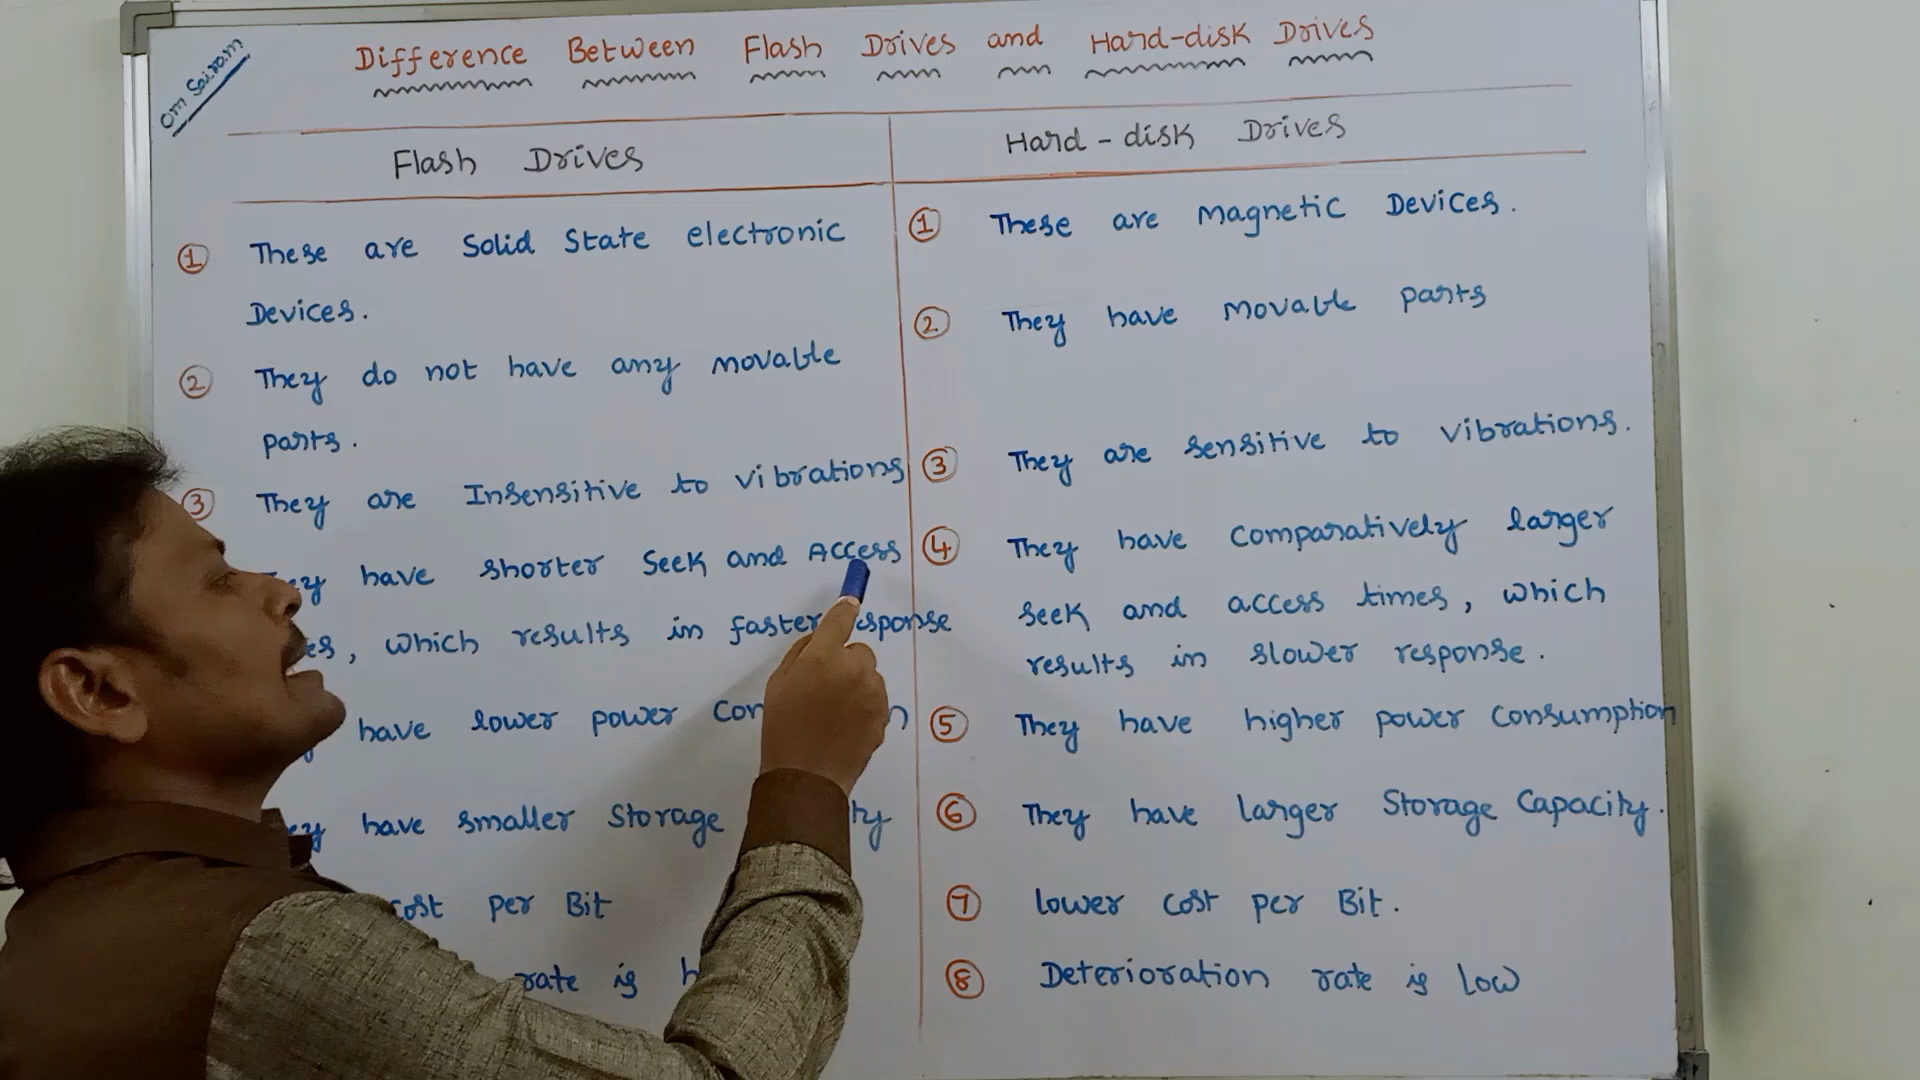 Om Sairam
Difference Between Flash Drives and Hard-disk Drives
Flash Drives
① These are Solid State electronic
Devices.
② They do not have any movable
parts.
③ They are Insensitive to vibrations
have shorter Seek and Access
, which results in faster
have lower power
have smaller Storage
cost per Bit
rate is
Hard-disk Drives
① These are Magnetic Devices.
② They have Movable parts
③ They are sensitive to vibrations.
④ They have comparatively larger
seek and access times, which
results in slower response.
⑤ They have higher power consumption
⑥ They have larger Storage Capacity.
⑦ lower cost per Bit.
⑧ Deterioration rate is low